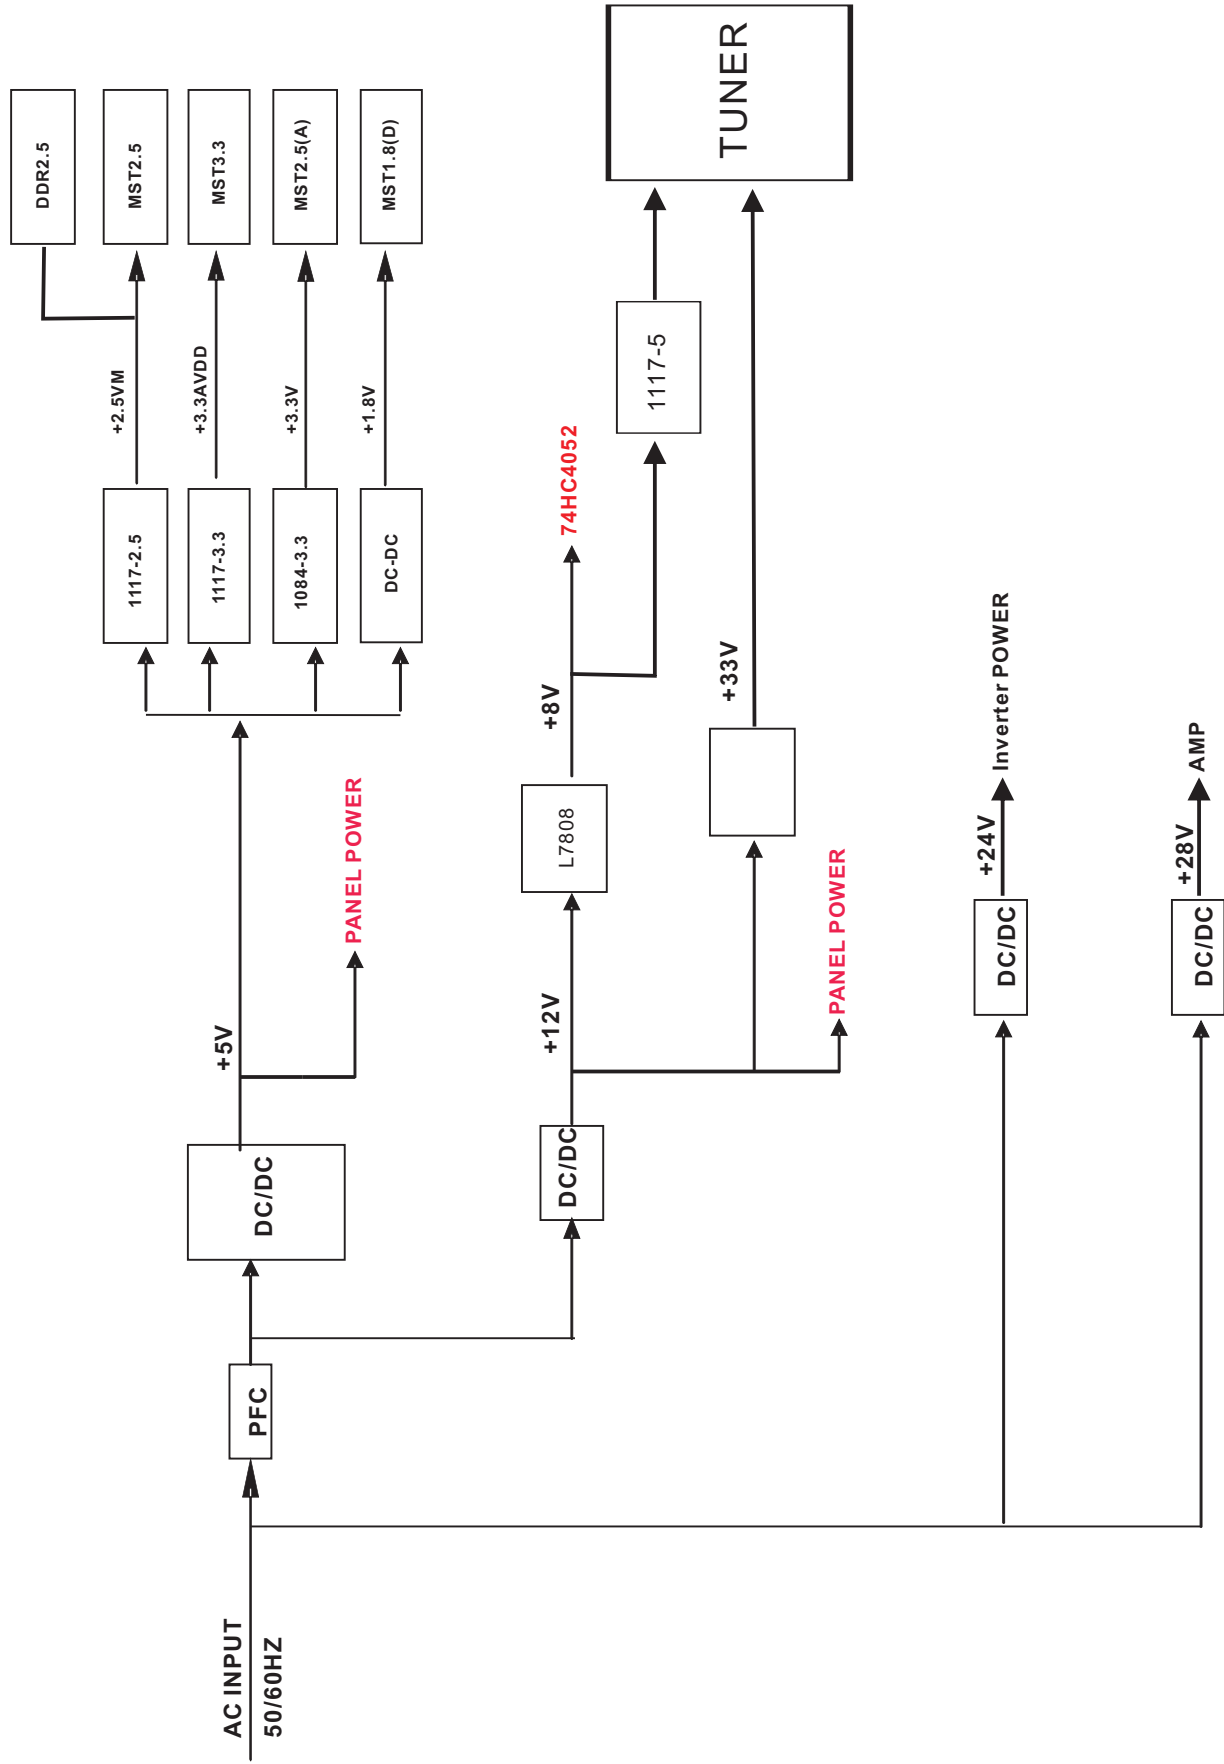 AC INPUT
50/60HZ
PFC
DC/DC
+5V
PANEL POWER
1117-2.5
1117-3.3
1084-3.3
DC-DC
+2.5VM
+3.3AVDD
+3.3V
+1.8V
DDR2.5
MST2.5
MST3.3
MST2.5(A)
MST1.8(D)
DC/DC
+12V
L7808
+8V
74HC4052
1117-5
TUNER
+33V
PANEL POWER
DC/DC
+24V
Inverter POWER
DC/DC
+28V
AMP